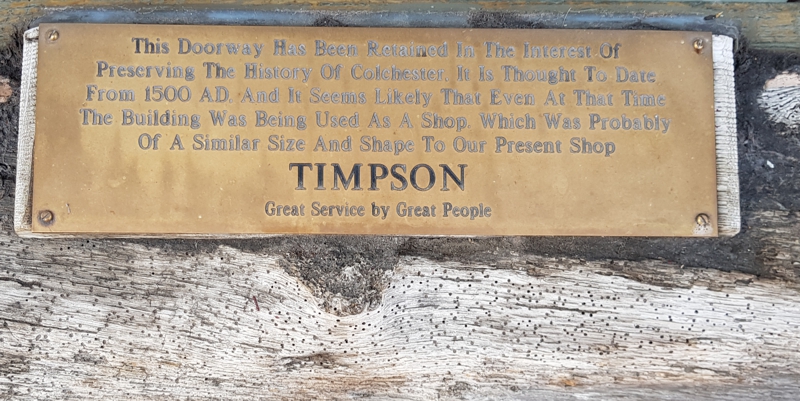 This Doorway Has Been Retained In The Interest Of
Preserving The History Of Colchester. It Is Thought To Date
From 1500 AD. And It Seems Likely That Even At That Time
The Building Was Being Used As A Shop. Which Was Probably
Of A Similar Size And Shape To Our Present Shop
TIMPSON
Great Service by Great People